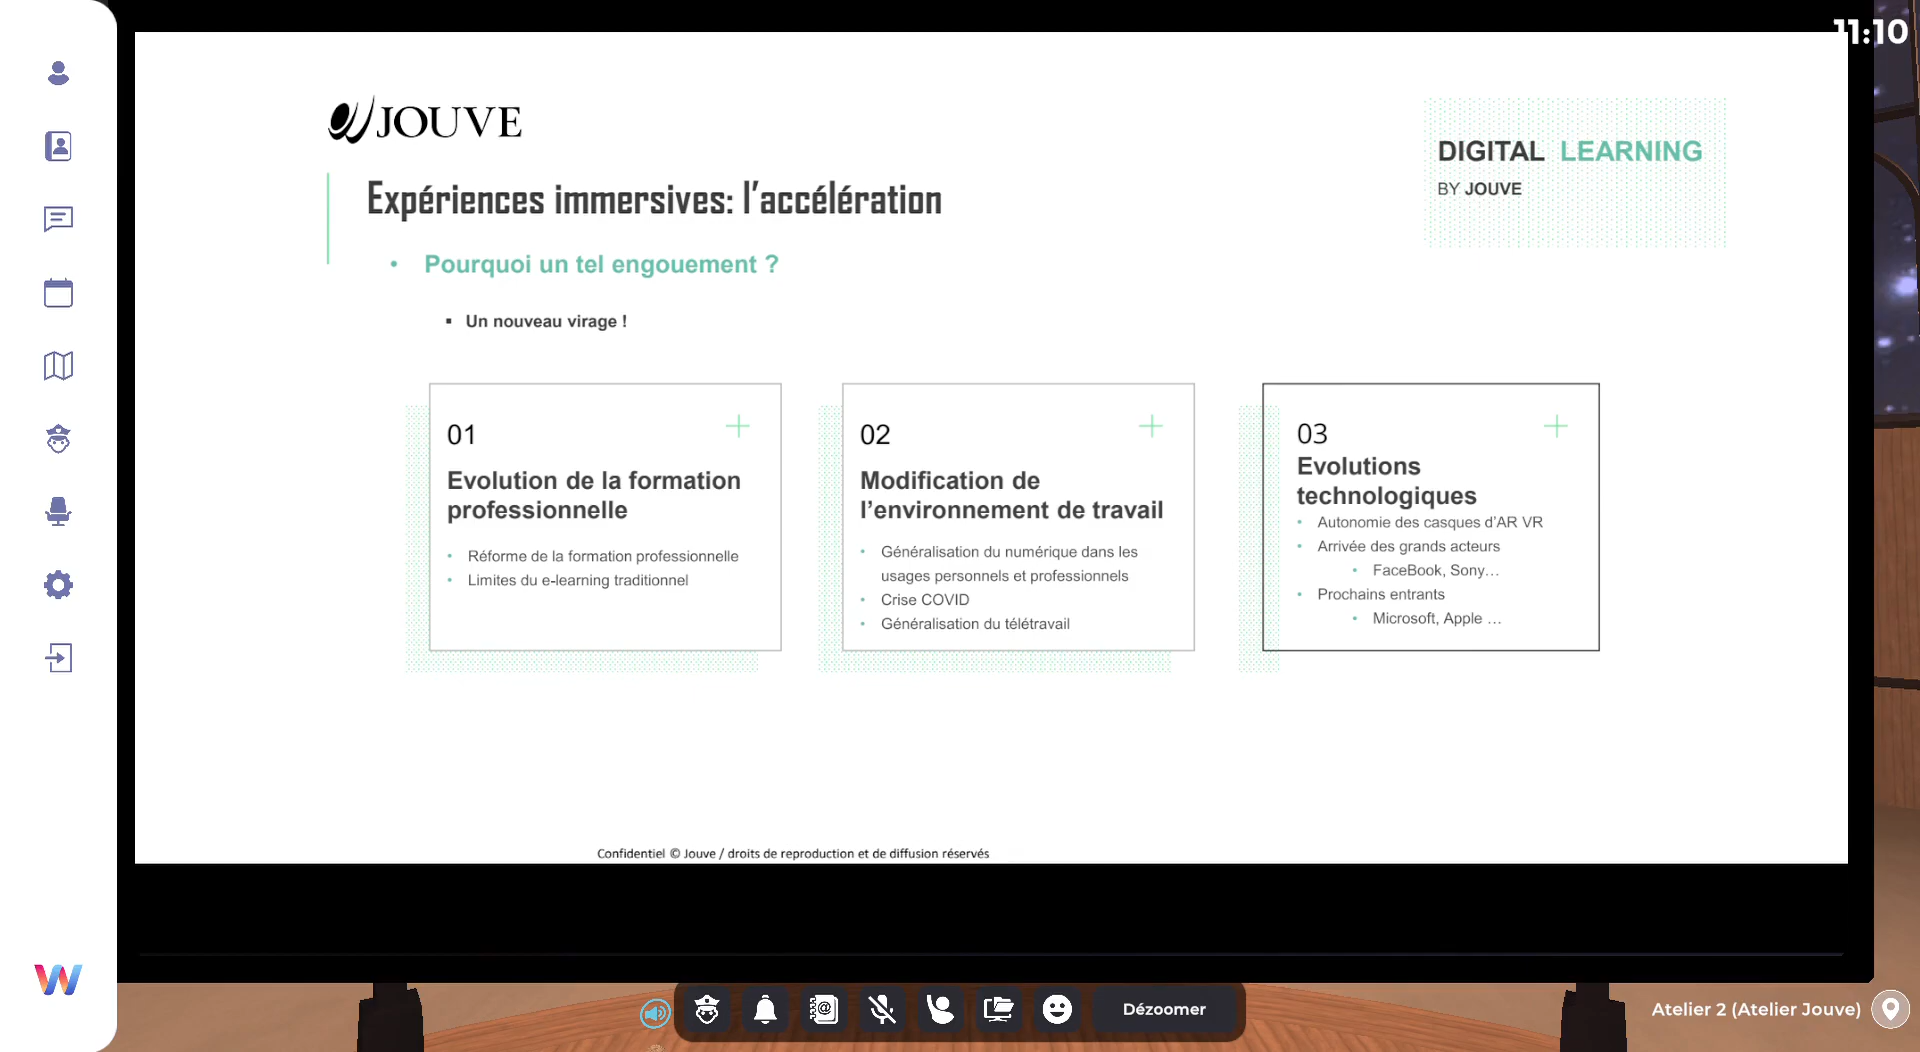 11:10
JOUVE
DIGITAL LEARNING
BY JOUVE
Expériences immersives: l’accélération
• Pourquoi un tel engouement ?
▪ Un nouveau virage !
01
Evolution de la formation
professionnelle
• Réforme de la formation professionnelle
• Limites du e-learning traditionnel
02
Modification de
l’environnement de travail
• Généralisation du numérique dans les
usages personnels et professionnels
• Crise COVID
• Généralisation du télétravail
03
Evolutions
technologiques
• Autonomie des casques d’AR VR
• Arrivée des grands acteurs
• FaceBook, Sony…
• Prochains entrants
• Microsoft, Apple …
Confidentiel © Jouve / droits de reproduction et de diffusion réservés
Dézoomer
Atelier 2 (Atelier Jouve)